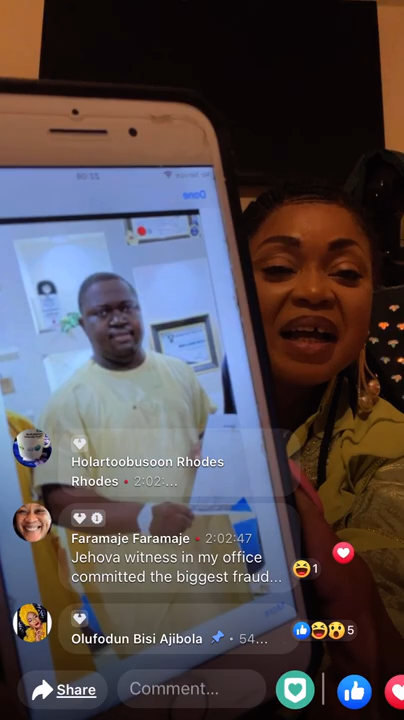 22:08
Done
Holartoobusoon Rhodes
Rhodes • 2:02:...
Faramaje Faramaje • 2:02:47
Jehova witness in my office
committed the biggest fraud...
1
Olufodun Bisi Ajibola • 54...
5
Share
Comment...